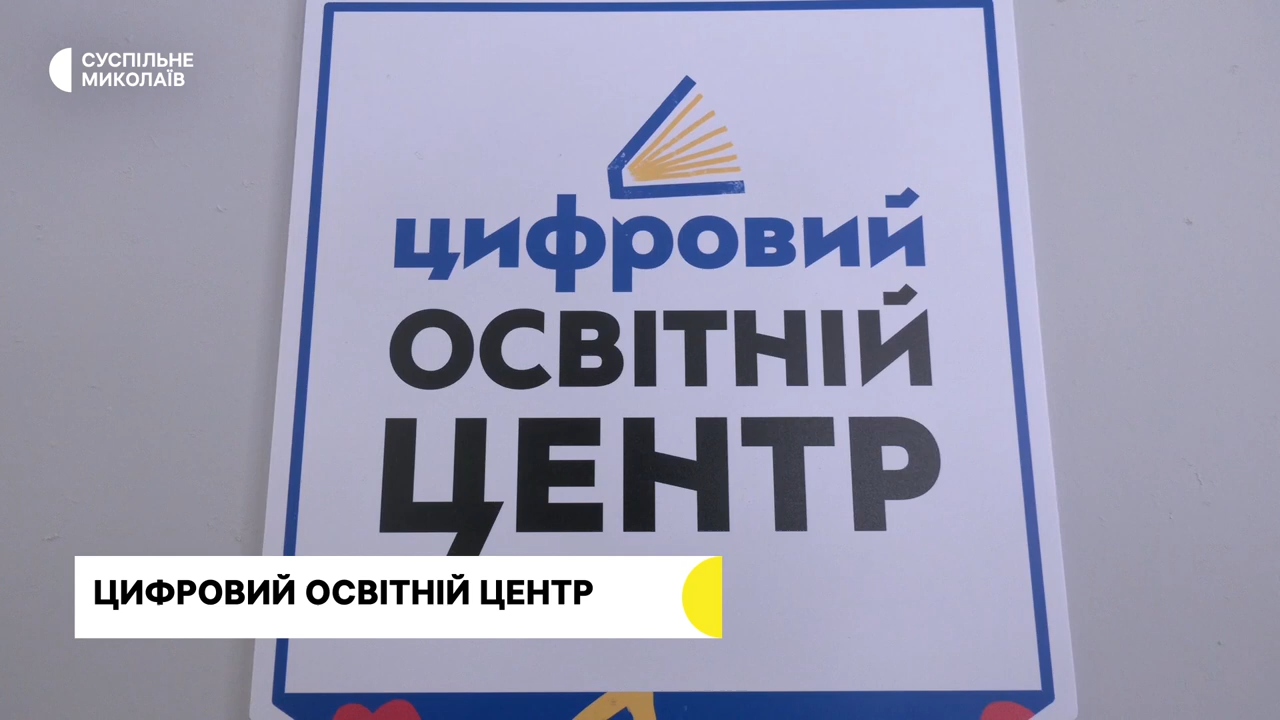 СУСПІЛЬНЕ
МИКОЛАЇВ
цифровий
ОСВІТНІЙ
ЦЕНТР
ЦИФРОВИЙ ОСВІТНІЙ ЦЕНТР